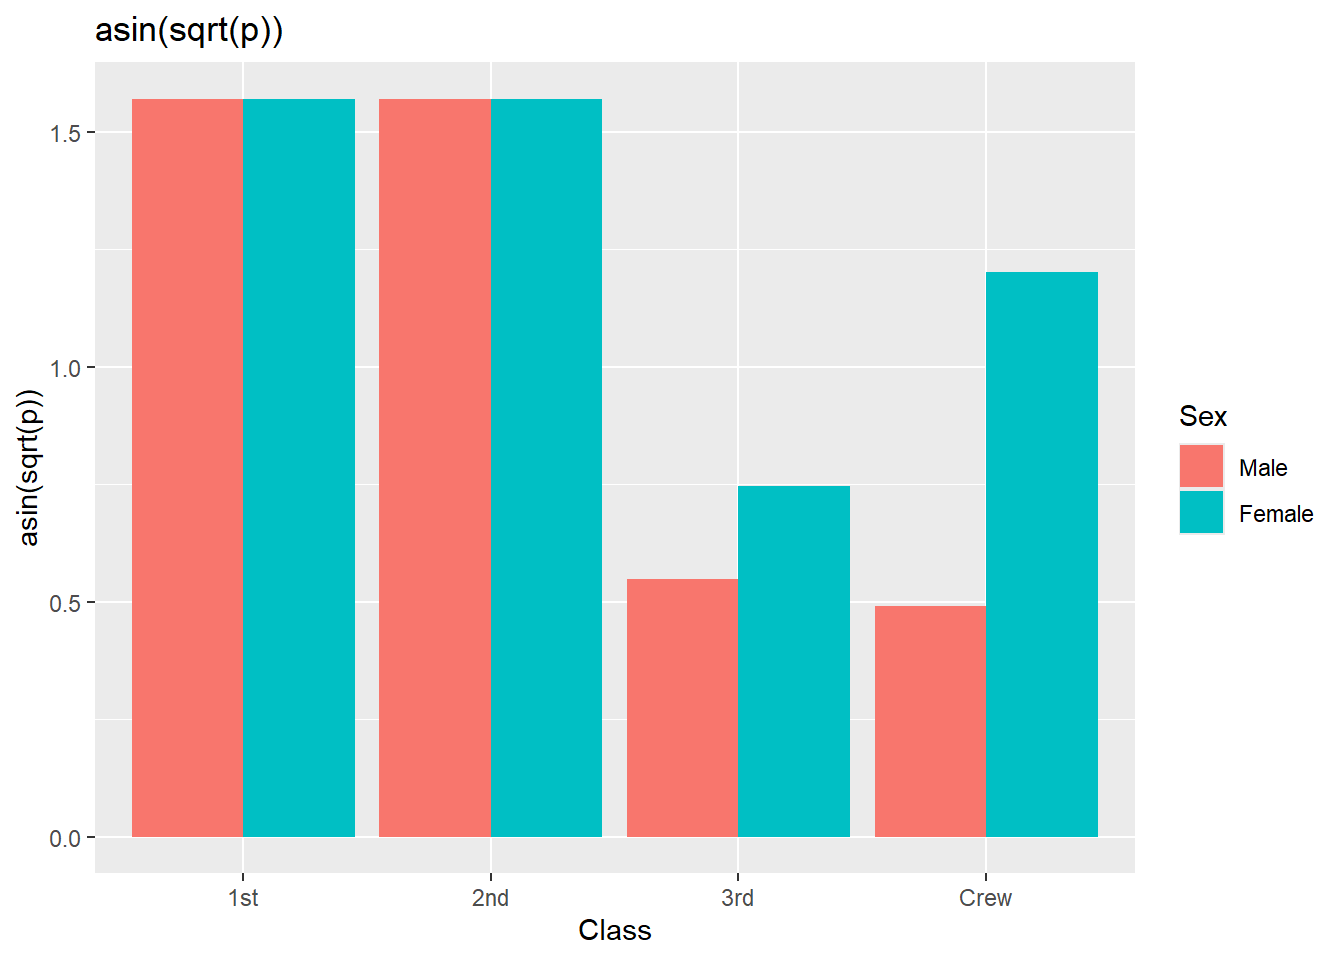 asin(sqrt(p))
asin(sqrt(p))
1.5
1.0
0.5
0.0
1st
2nd
3rd
Crew
Class
Sex
Male
Female